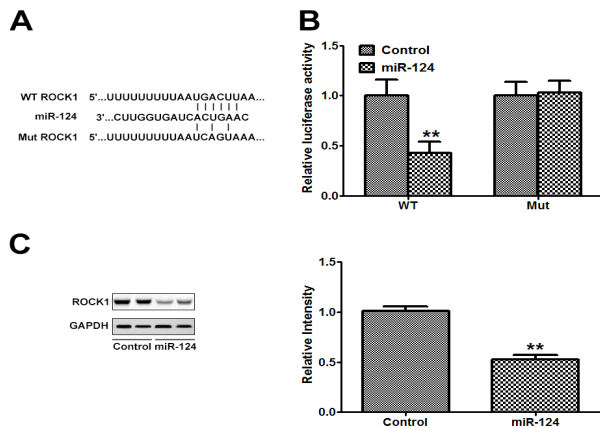 A
WT ROCK1 5'...UUUUUUUUUAAUGACUUAA...
miR-124 3'...CUUGGUGAUCACUGAAC
Mut ROCK1 5'...UUUUUUUUUAAUCAGUAAA...
B
Relative luciferase activity
1.5
1.0
0.5
0.0
Control
miR-124
**
WT Mut
C
ROCK1
GAPDH
Control miR-124
Relative Intensity
1.5
1.0
0.5
0.0
**
Control miR-124